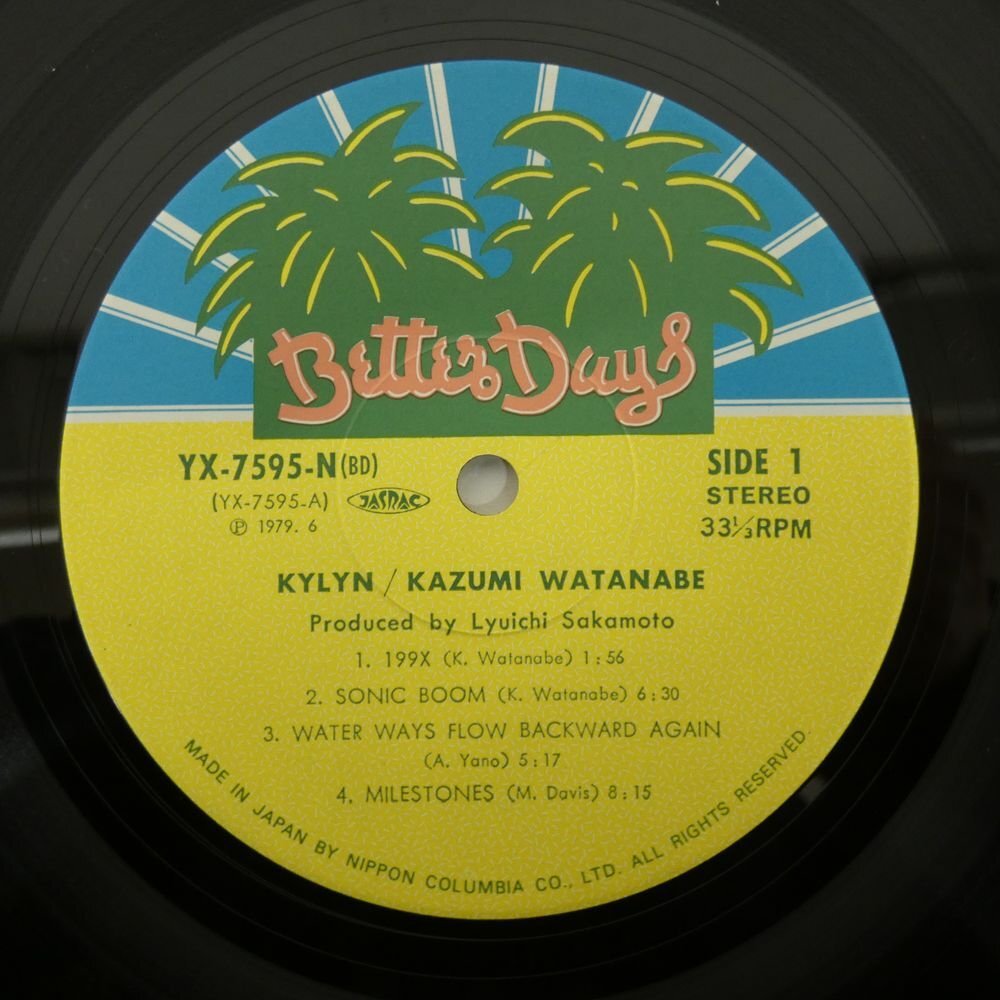 Better Days
YX-7595-N(BD)
(YX-7595-A) JASRAC
Ⓟ 1979. 6
SIDE 1
STEREO
33⅓RPM
KYLYN / KAZUMI WATANABE
Produced by Lyuichi Sakamoto
1. 199X (K. Watanabe) 1:56
2. SONIC BOOM (K. Watanabe) 6:30
3. WATER WAYS FLOW BACKWARD AGAIN
(A. Yano) 5:17
4. MILESTONES (M. Davis) 8:15
MADE IN JAPAN BY NIPPON COLUMBIA CO., LTD. ALL RIGHTS RESERVED.